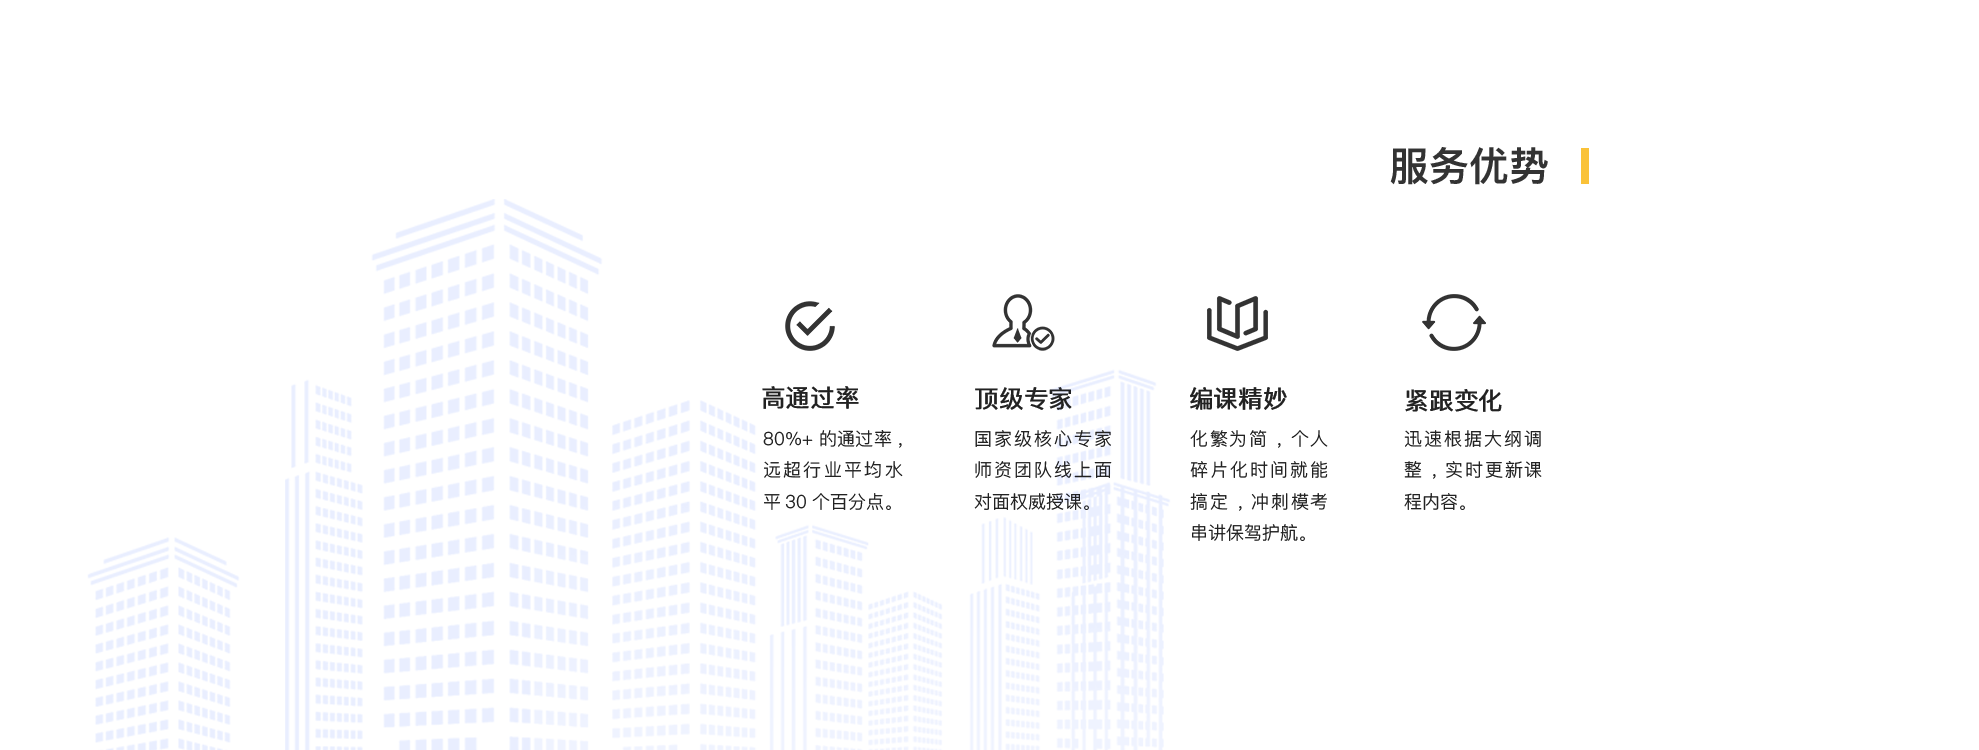 服务优势
高通过率
80%+ 的通过率，
远超行业平均水
平 30 个百分点。
顶级专家
国家级核心专家
师资团队线上面
对面权威授课。
编课精妙
化繁为简，个人
碎片化时间就能
搞定，冲刺模考
串讲保驾护航。
紧跟变化
迅速根据大纲调
整，实时更新课
程内容。